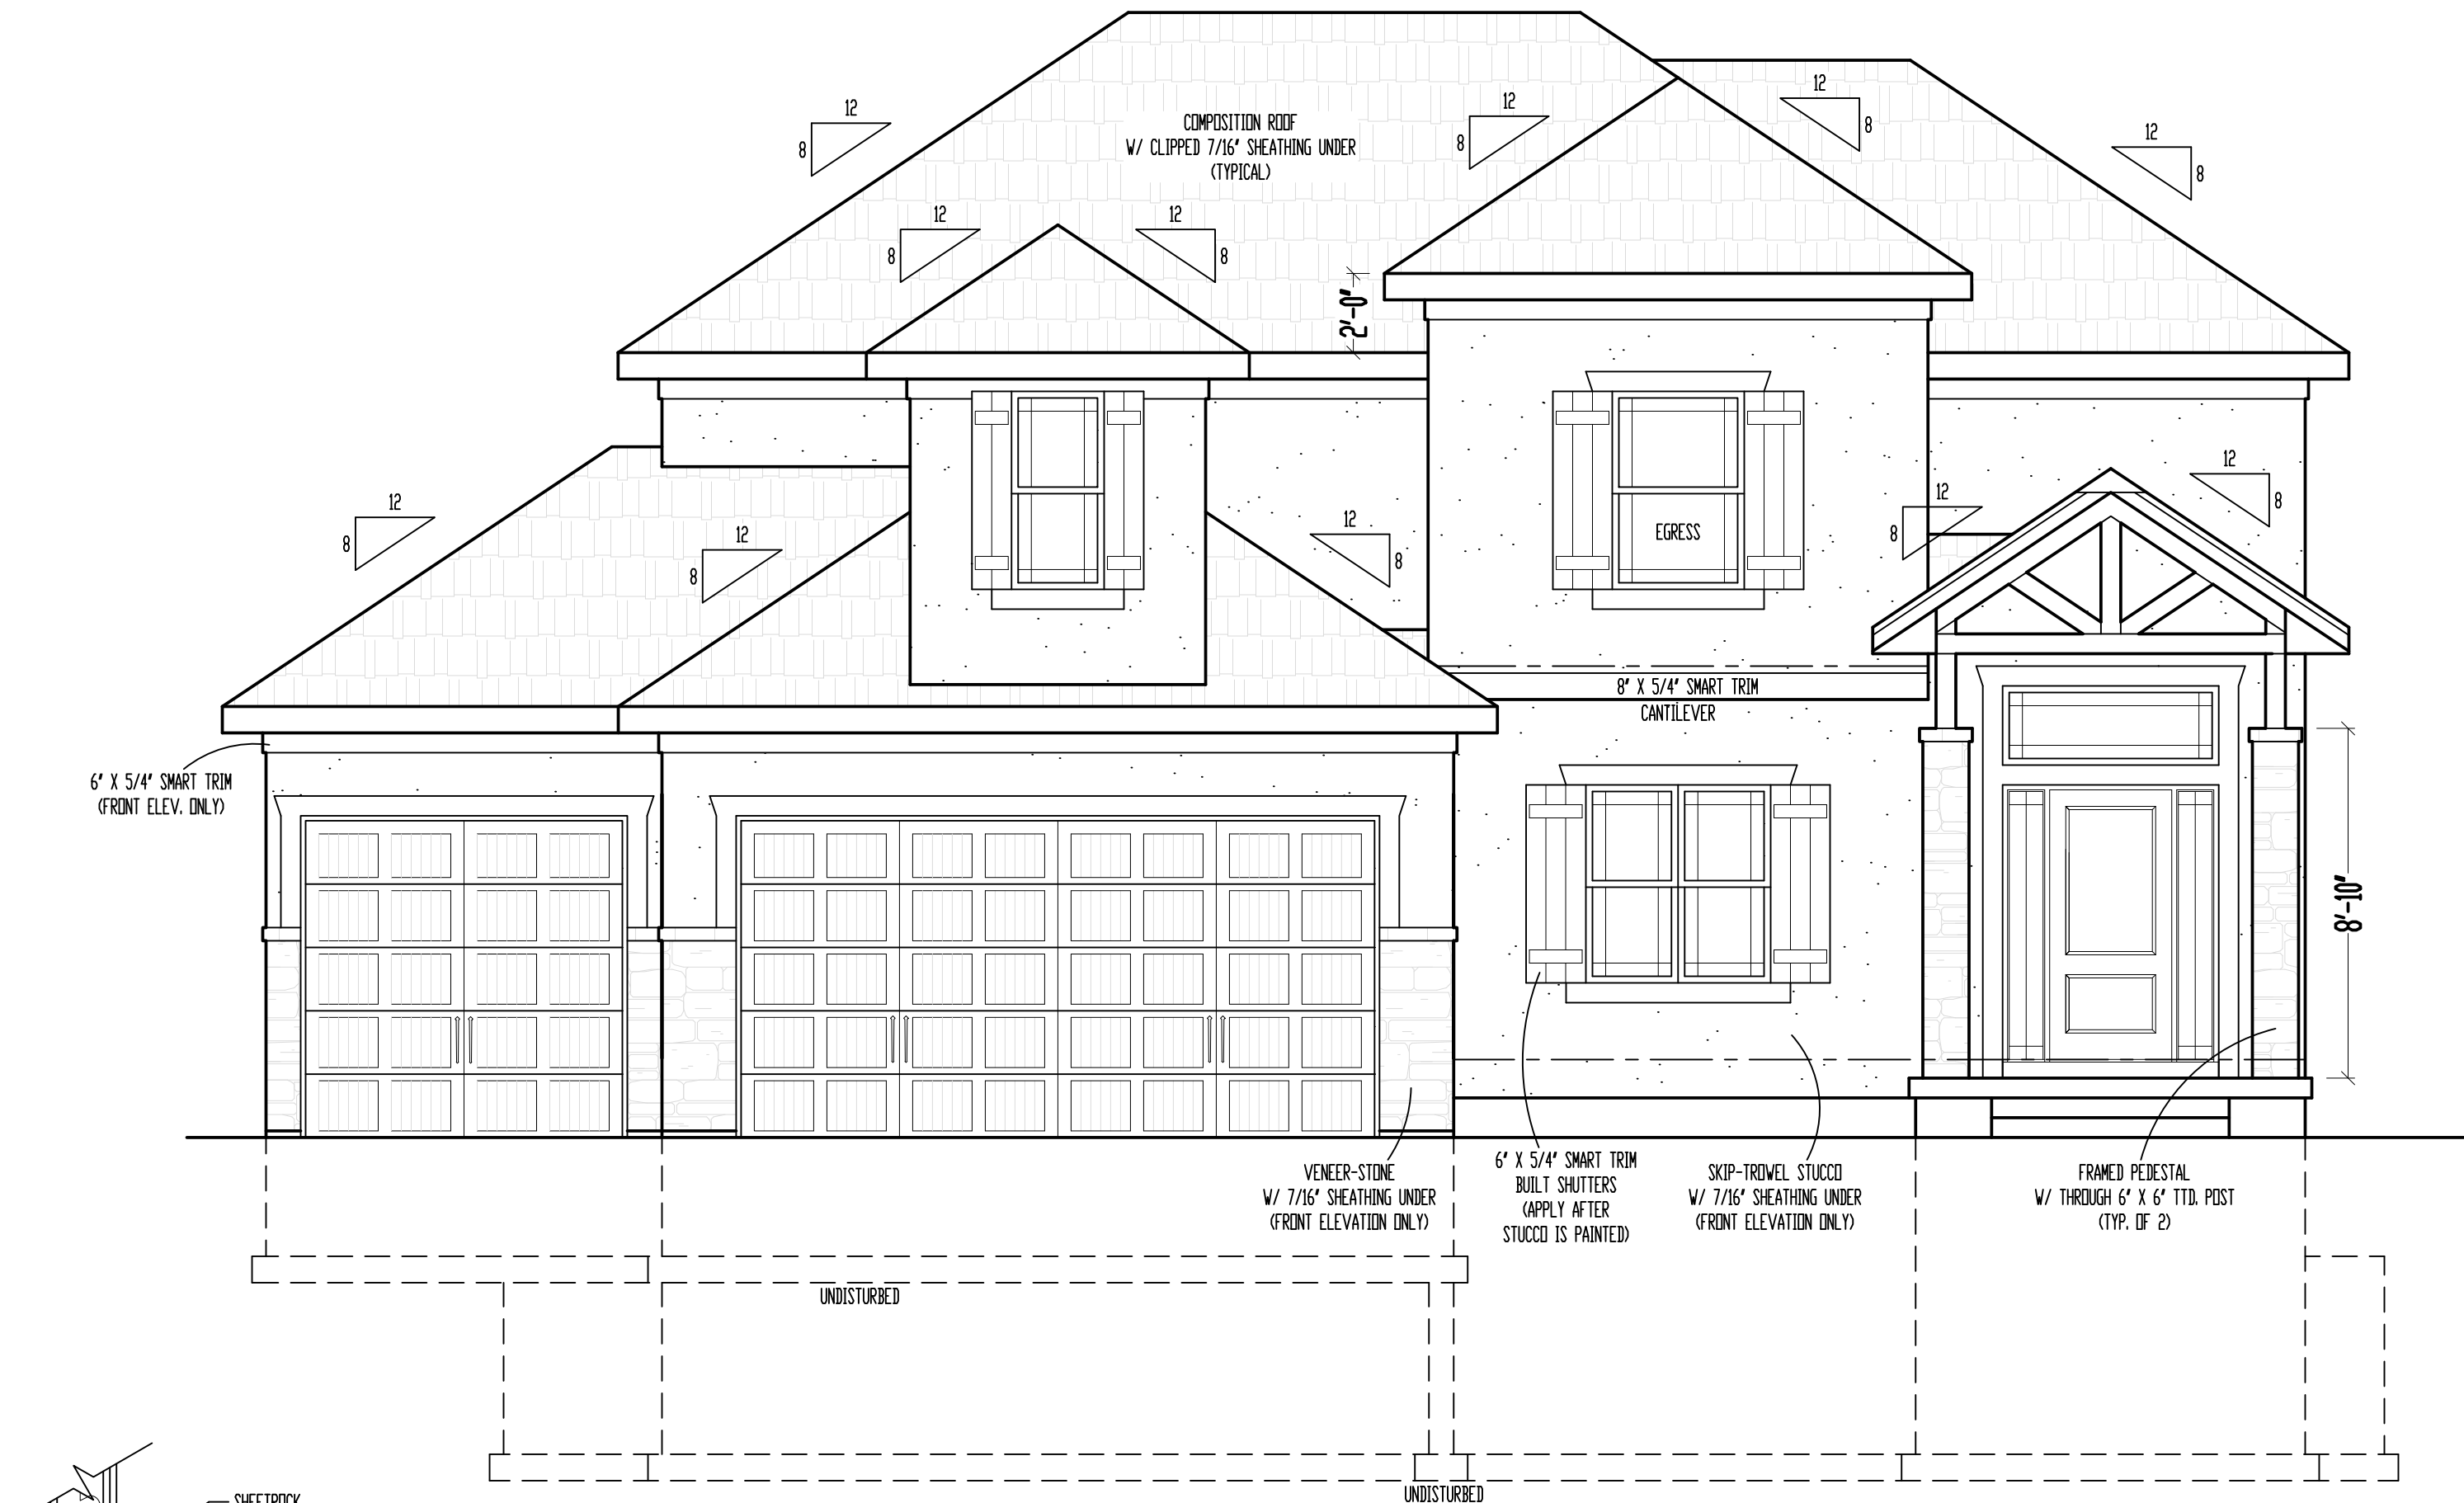 12
8
COMPOSITION ROOF
W/ CLIPPED 7/16" SHEATHING UNDER
(TYPICAL)
12
8
12
8
12
8
12
8
12
8
2'-0"
12
8
12
8
12
8
12
8
12
8
EGRESS
8" X 5/4" SMART TRIM
CANTILEVER
6" X 5/4" SMART TRIM
(FRONT ELEV. ONLY)
8'-10"
VENEER-STONE
W/ 7/16" SHEATHING UNDER
(FRONT ELEVATION ONLY)
6" X 5/4" SMART TRIM
BUILT SHUTTERS
(APPLY AFTER
STUCCO IS PAINTED)
SKIP-TROWEL STUCCO
W/ 7/16" SHEATHING UNDER
(FRONT ELEVATION ONLY)
FRAMED PEDESTAL
W/ THROUGH 6" X 6" TTD. POST
(TYP. OF 2)
UNDISTURBED
UNDISTURBED
SHEETROCK